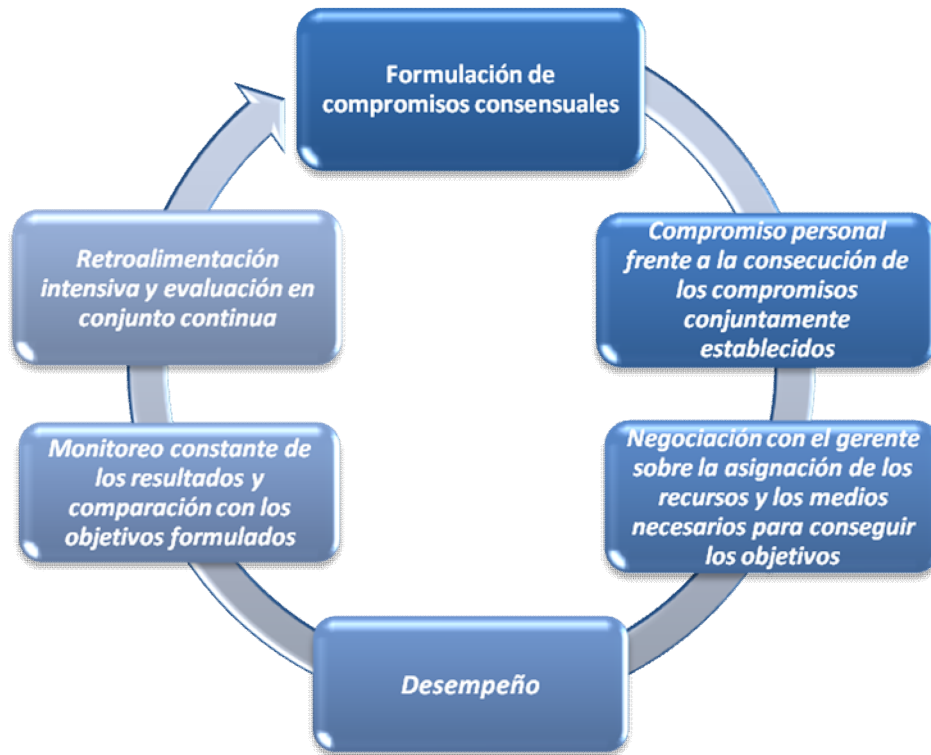 Formulación de
compromisos consensuales
Compromiso personal
frente a la consecución de
los compromisos
conjuntamente
establecidos
Negociación con el gerente
sobre la asignación de los
recursos y los medios
necesarios para conseguir
los objetivos
Desempeño
Monitoreo constante de
los resultados y
comparación con los
objetivos formulados
Retroalimentación
intensiva y evaluación en
conjunto continua